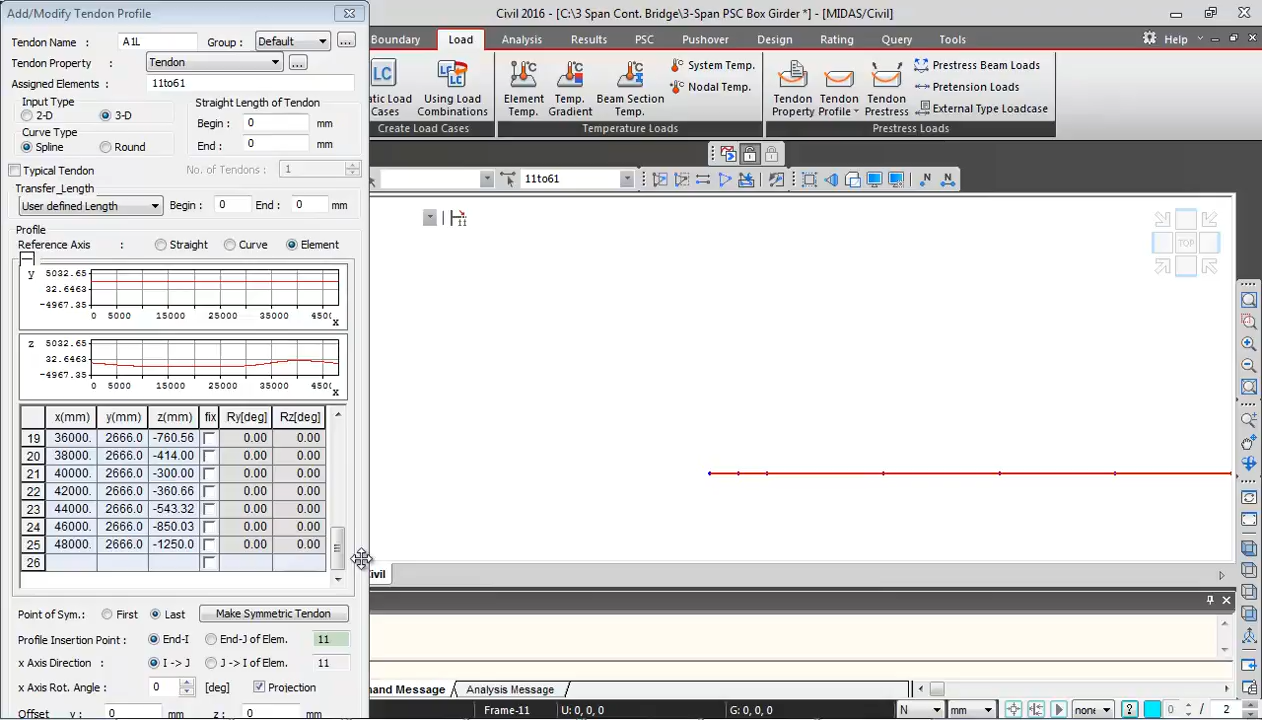 Add/Modify Tendon Profile
Tendon Name : A1L Group: Default ...
Tendon Property : Tendon ...
Assigned Elements : 11to61
Input Type
2-D 3-D
Curve Type
Spline Round
Straight Length of Tendon
Begin : 0 mm
End : 0 mm
Typical Tendon No. of Tendons : 1
Transfer_Length
User defined Length Begin : 0 End : 0 mm
Profile
Reference Axis : Straight Curve Element
y 5032.65
32.6463
-4967.35
0 5000 15000 25000 35000 450( x
z 5032.65
32.6463
-4967.35
0 5000 15000 25000 35000 450( x
x(mm) y(mm) z(mm) fix Ry[deg] Rz[deg]
19 36000. 2666.0 -760.56 0.00 0.00
20 38000. 2666.0 -414.00 0.00 0.00
21 40000. 2666.0 -300.00 0.00 0.00
22 42000. 2666.0 -360.66 0.00 0.00
23 44000. 2666.0 -543.32 0.00 0.00
24 46000. 2666.0 -850.03 0.00 0.00
25 48000. 2666.0 -1250.0 0.00 0.00
26
Point of Sym.: First Last Make Symmetric Tendon
Profile Insertion Point : End-I End-J of Elem. 11
x Axis Direction : I -> J J -> I of Elem. 11
x Axis Rot. Angle : 0 [deg] Projection
Offset y : 0 mm z : 0 mm
Civil 2016 - [C:\3 Span Cont. Bridge\3-Span PSC Box Girder *] - [MIDAS/Civil]
Boundary Load Analysis Results PSC Pushover Design Rating Query Tools Help
LC
atic Load
Cases
LC
Using Load
Combinations
Create Load Cases
Element
Temp.
Temp.
Gradient
Beam Section
Temp.
System Temp.
Nodal Temp.
Temperature Loads
Tendon
Property
Tendon
Profile
Tendon
Prestress
Prestress Beam Loads
Pretension Loads
External Type Loadcase
Prestress Loads
11to61
N N
11
TOP
ivil
mand Message Analysis Message
Frame-11 U: 0, 0, 0 G: 0, 0, 0 N mm none ? 0 / 2